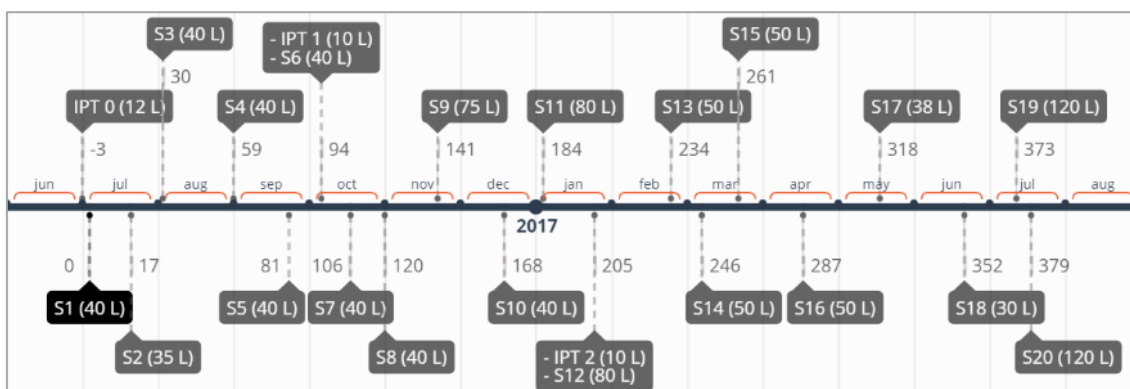 S3 (40 L)
- IPT 1 (10 L)
- S6 (40 L)
S15 (50 L)
30
261
IPT 0 (12 L)
S4 (40 L)
S9 (75 L)
S11 (80 L)
S13 (50 L)
S17 (38 L)
S19 (120 L)
-3
59
94
141
184
234
318
373
jun
jul
aug
sep
oct
nov
dec
jan
feb
mar
apr
may
jun
jul
aug
2017
0
17
81
106
120
168
205
246
287
352
379
S1 (40 L)
S5 (40 L)
S7 (40 L)
S10 (40 L)
S14 (50 L)
S16 (50 L)
S18 (30 L)
S2 (35 L)
S8 (40 L)
- IPT 2 (10 L)
- S12 (80 L)
S20 (120 L)